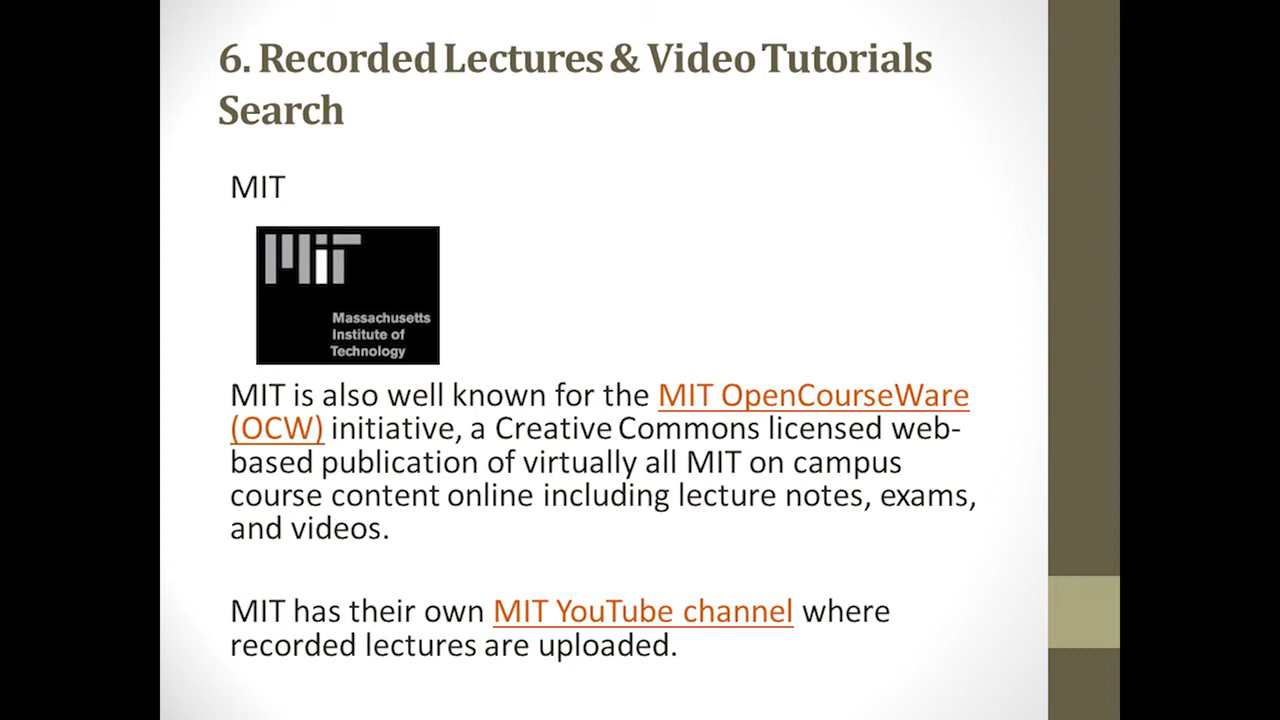 6. Recorded Lectures & Video Tutorials
Search
MIT
MiT
Massachusetts
Institute of
Technology
MIT is also well known for the MIT OpenCourseWare
(OCW) initiative, a Creative Commons licensed web-
based publication of virtually all MIT on campus
course content online including lecture notes, exams,
and videos.
MIT has their own MIT YouTube channel where
recorded lectures are uploaded.